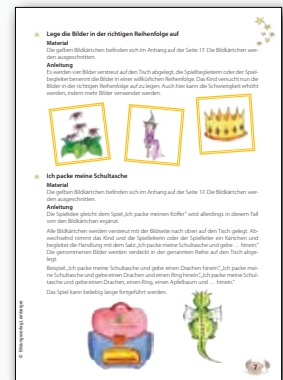 Lege die Bilder in der richtigen Reihenfolge auf
Material
Die gelben Bildkärtchen befinden sich im Anhang auf der Seite 17. Die Bildkärtchen wer-
den ausgeschnitten.
Anleitung
Es werden vier Bilder verstreut auf den Tisch abgelegt, die Spielbegleiterin oder der Spiel-
begleiter benennt die Bilder in einer willkürlichen Reihenfolge. Das Kind versucht nun die
Bilder in der richtigen Reihenfolge auf zu legen. Auch hier kann die Schwierigkeit erhöht
werden, indem mehr Bilder verwendet werden.
Ich packe meine Schultasche
Material
Die gelben Bildkärtchen befinden sich im Anhang auf der Seite 17. Die Bildkärtchen wer-
den ausgeschnitten.
Anleitung
Die Spielidee gleicht dem Spiel „Ich packe meinen Koffer“ wird allerdings in diesem Fall
von den Bildkärtchen ergänzt.
Alle Bildkärtchen werden verstreut mit der Bildseite nach oben auf den Tisch gelegt. Ab-
wechselnd nimmt das Kind und die Spielleiterin oder der Spielleiter ein Kärtchen und
begleitet die Handlung mit dem Satz: „Ich packe meine Schultasche und gebe … hinein.“
Die genommenen Bilder werden verdeckt in der genannten Reihe auf den Tisch abge-
legt.
Beispiel: „Ich packe meine Schultasche und gebe einen Drachen hinein“, „Ich packe mei-
ne Schultasche und gebe einen Drachen und einen Ring hinein“, „Ich packe meine Schul-
tasche und gebe einen Drachen, einen Ring, einen Apfelbaum und … hinein.“
Das Spiel kann beliebig lange fortgeführt werden.
© Bildungsverlag Lemberger
7